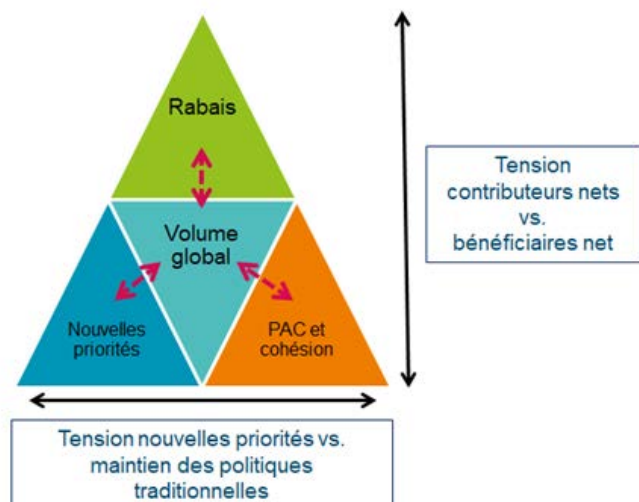 Rabais
Volume
global
Nouvelles
priorités
PAC et
cohésion
Tension
contributeurs nets
vs.
bénéficiaires net
Tension nouvelles priorités vs.
maintien des politiques
traditionnelles